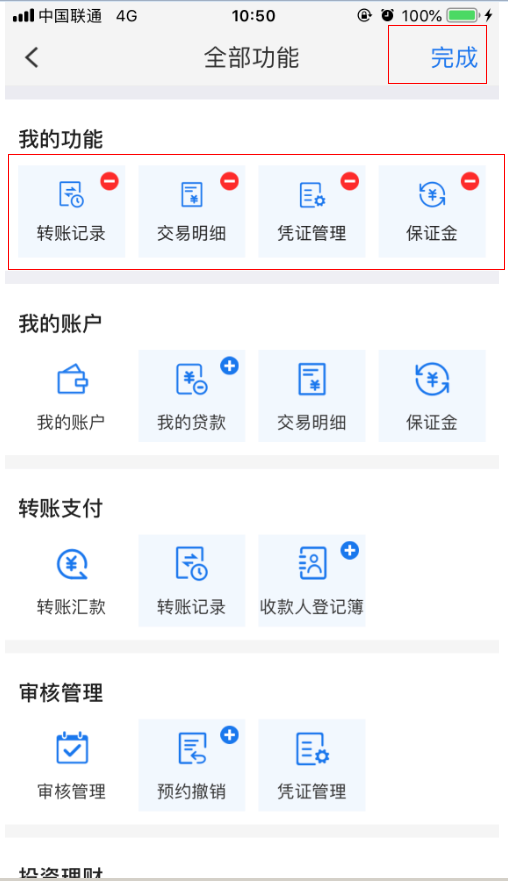 中国联通 4G 10:50 100%
全部功能 完成
我的功能
转账记录 交易明细 凭证管理 保证金
我的账户
我的账户 我的贷款 交易明细 保证金
转账支付
转账汇款 转账记录 收款人登记簿
审核管理
审核管理 预约撤销 凭证管理
投资理财